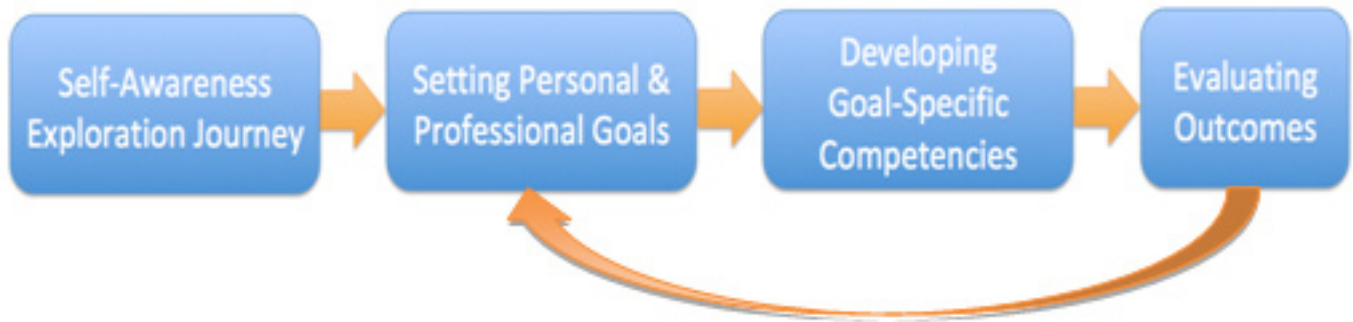 Self-Awareness
Exploration Journey
Setting Personal &
Professional Goals
Developing
Goal-Specific
Competencies
Evaluating
Outcomes